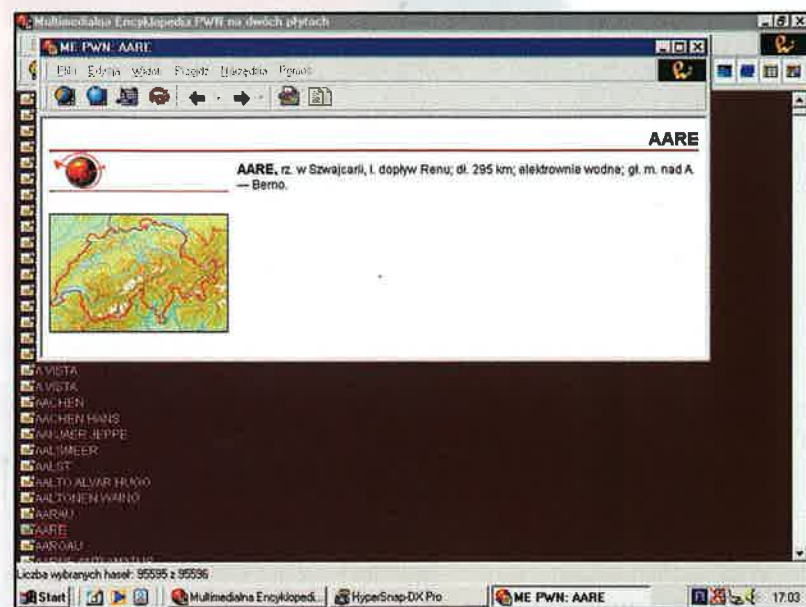 Multimedialna Encyklopedia PWN na dwóch płytach
ME PWN: AARE
Plik Edycja Widok Przejdź Narzędzia Pomoc
AARE
AARE, rz. w Szwajcarii, l. dopływ Renu; dł. 295 km; elektrownie wodne; gł. m. nad A.
— Berno.
A VISTA
A VISTA
AACHEN
AACHEN HANS
AAKJAER JEPPE
AALSMEER
AALST
AALTO ALVAR HUGO
AALTONEN WAINO
AARAU
AARE
AARGAU
Liczba wybranych haseł: 95595 z 95596
Start
Multimedialna Encyklopedi...
HyperSnap-DX Pro
ME PWN: AARE
17:03